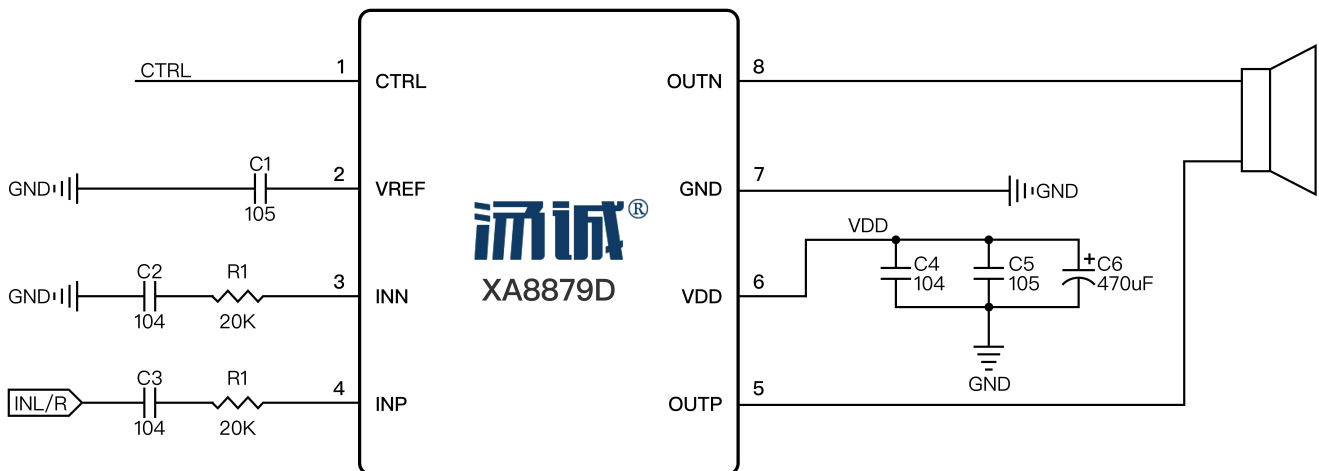 CTRL
1
CTRL
OUTN
8
C1
GND
2
VREF
105
GND
7
GND
汤诚®
XA8879D
VDD
C4
104
C5
105
+
C6
470uF
C2
R1
GND
3
INN
104
20K
VDD
6
GND
C3
R1
INL/R
4
INP
104
20K
OUTP
5